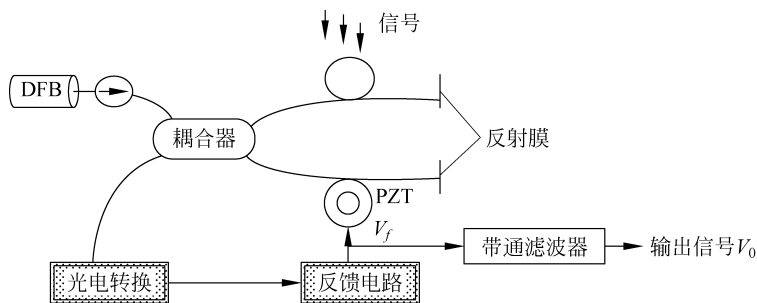 信号
DFB
耦合器
反射膜
PZT
V_f
带通滤波器
输出信号V_0
光电转换
反馈电路